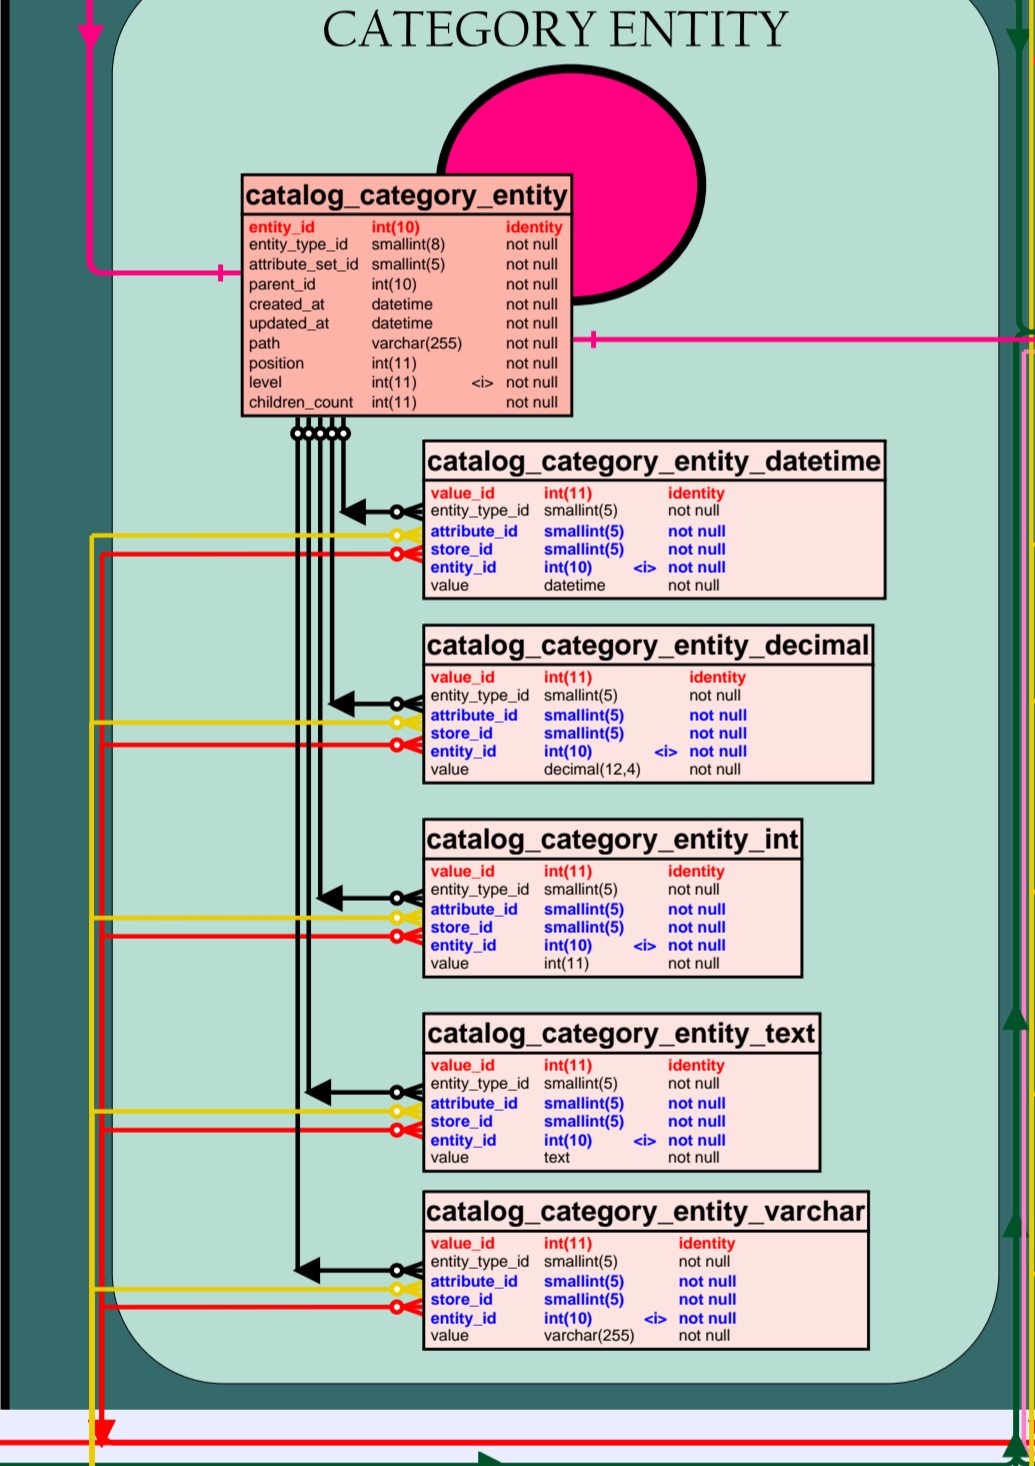 CATEGORY ENTITY
catalog_category_entity
entity_id int(10) identity
entity_type_id smallint(8) not null
attribute_set_id smallint(5) not null
parent_id int(10) not null
created_at datetime not null
updated_at datetime not null
path varchar(255) not null
position int(11) not null
level int(11) <i> not null
children_count int(11) not null
catalog_category_entity_datetime
value_id int(11) identity
entity_type_id smallint(5) not null
attribute_id smallint(5) not null
store_id smallint(5) not null
entity_id int(10) <i> not null
value datetime not null
catalog_category_entity_decimal
value_id int(11) identity
entity_type_id smallint(5) not null
attribute_id smallint(5) not null
store_id smallint(5) not null
entity_id int(10) <i> not null
value decimal(12,4) not null
catalog_category_entity_int
value_id int(11) identity
entity_type_id smallint(5) not null
attribute_id smallint(5) not null
store_id smallint(5) not null
entity_id int(10) <i> not null
value int(11) not null
catalog_category_entity_text
value_id int(11) identity
entity_type_id smallint(5) not null
attribute_id smallint(5) not null
store_id smallint(5) not null
entity_id int(10) <i> not null
value text not null
catalog_category_entity_varchar
value_id int(11) identity
entity_type_id smallint(5) not null
attribute_id smallint(5) not null
store_id smallint(5) not null
entity_id int(10) <i> not null
value varchar(255) not null